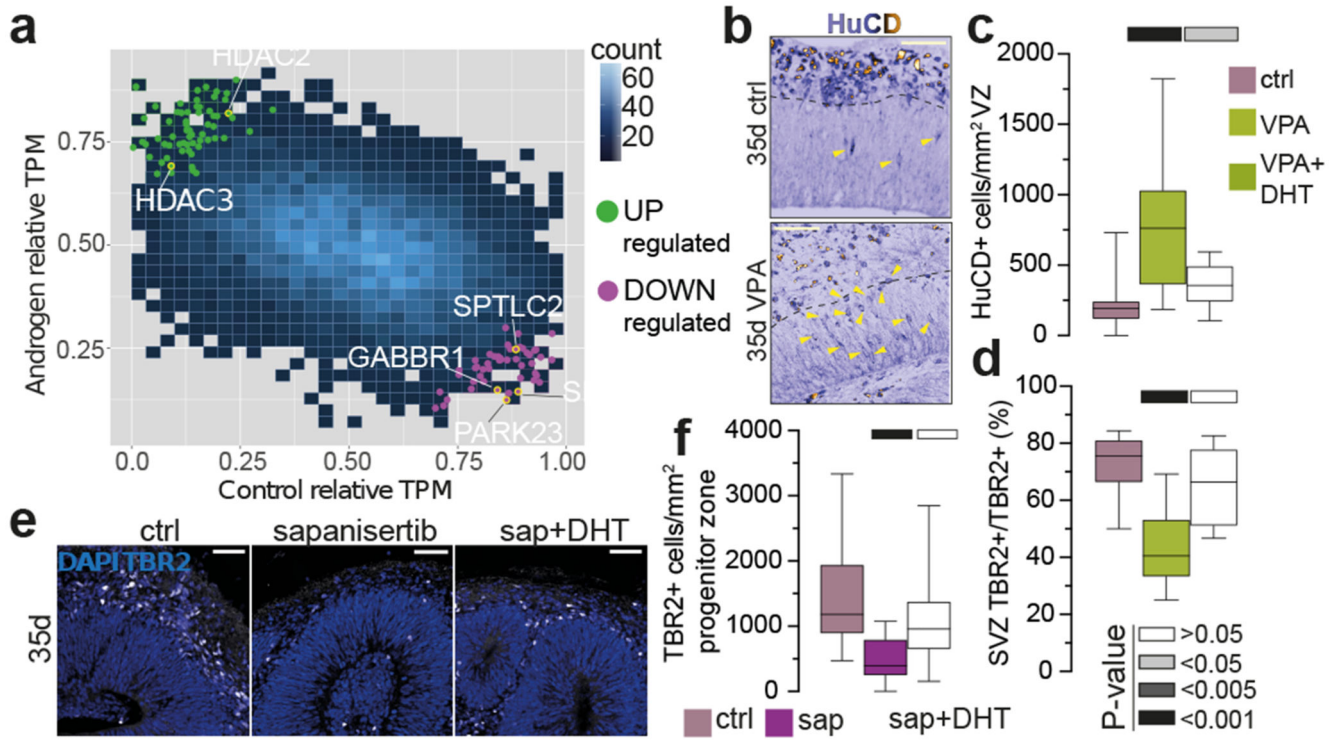 a
HDAC2
HDAC3
SPTLC2
GABBR1
S
PARK23
0.75
0.50
0.25
0.0
0.25
0.50
0.75
1.00
Androgen relative TPM
Control relative TPM
count
60
40
20
UP
regulated
DOWN
regulated
b
HuCD
35d ctrl
35d VPA
c
2000
1500
1000
500
0
HuCD+ cells/mm² VZ
ctrl
VPA
VPA+
DHT
d
100
80
60
40
20
0
SVZ TBR2+/TBR2+ (%)
P-value
>0.05
<0.05
<0.005
<0.001
e
ctrl
sapanisertib
sap+DHT
DAPI TBR2
35d
f
4000
3000
2000
1000
0
TBR2+ cells/mm²
progenitor zone
ctrl
sap
sap+DHT